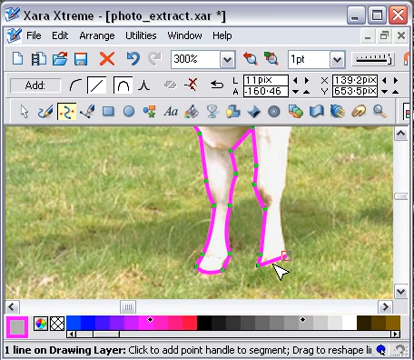 Xara Xtreme - [photo_extract.xar *]
File Edit Arrange Utilities Window Help
300% 1pt
Add: L 11pix X 139·2pix
A -160·46 Y 653·5pix
Aa
1 line on Drawing Layer: Click to add point handle to segment; Drag to reshape li